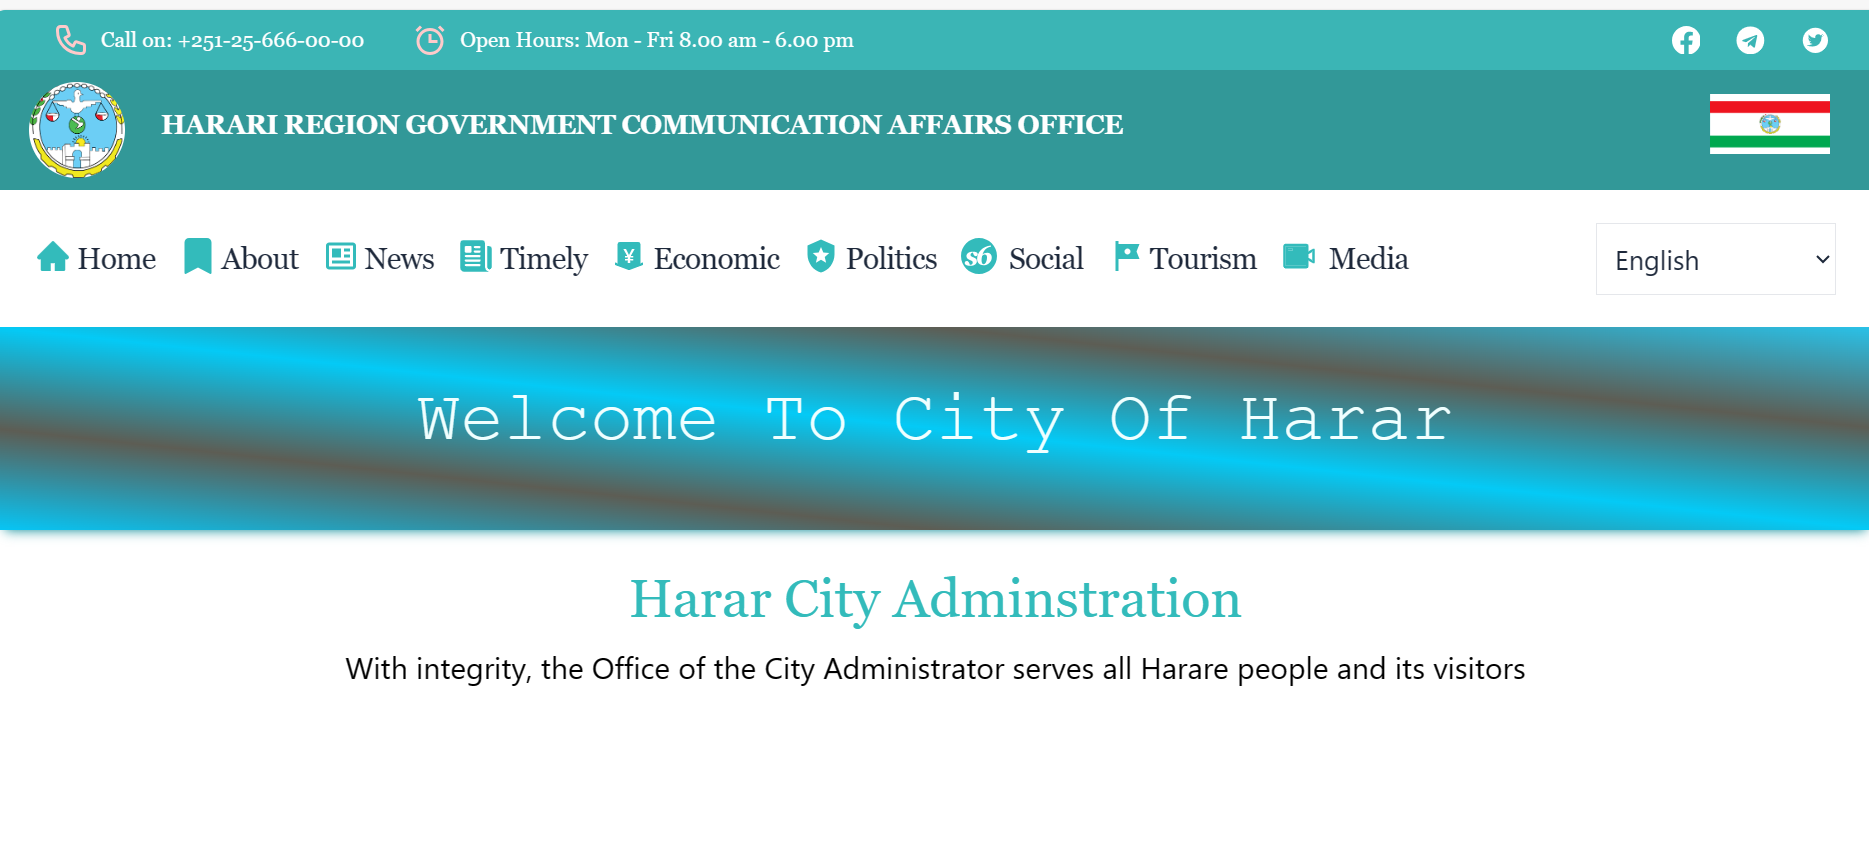 Call on: +251-25-666-00-00 Open Hours: Mon - Fri 8.00 am - 6.00 pm
HARARI REGION GOVERNMENT COMMUNICATION AFFAIRS OFFICE
Home About News Timely Economic Politics s6 Social Tourism Media English
Welcome To City Of Harar
Harar City Adminstration
With integrity, the Office of the City Administrator serves all Harare people and its visitors